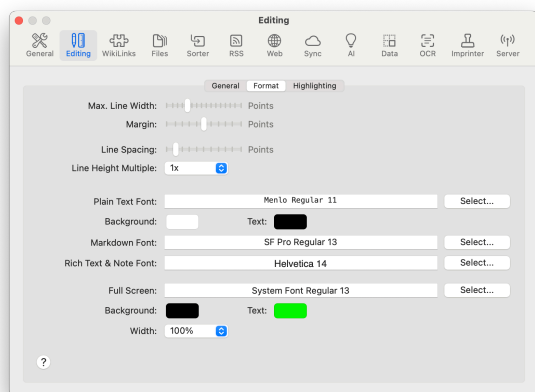 Editing
General Editing WikiLinks Files Sorter RSS Web Sync AI Data OCR Imprinter Server
General Format Highlighting
Max. Line Width: Points
Margin: Points
Line Spacing: Points
Line Height Multiple: 1x
Plain Text Font: Menlo Regular 11 Select...
Background: Text:
Markdown Font: SF Pro Regular 13 Select...
Rich Text & Note Font: Helvetica 14 Select...
Full Screen: System Font Regular 13 Select...
Background: Text:
Width: 100%
?